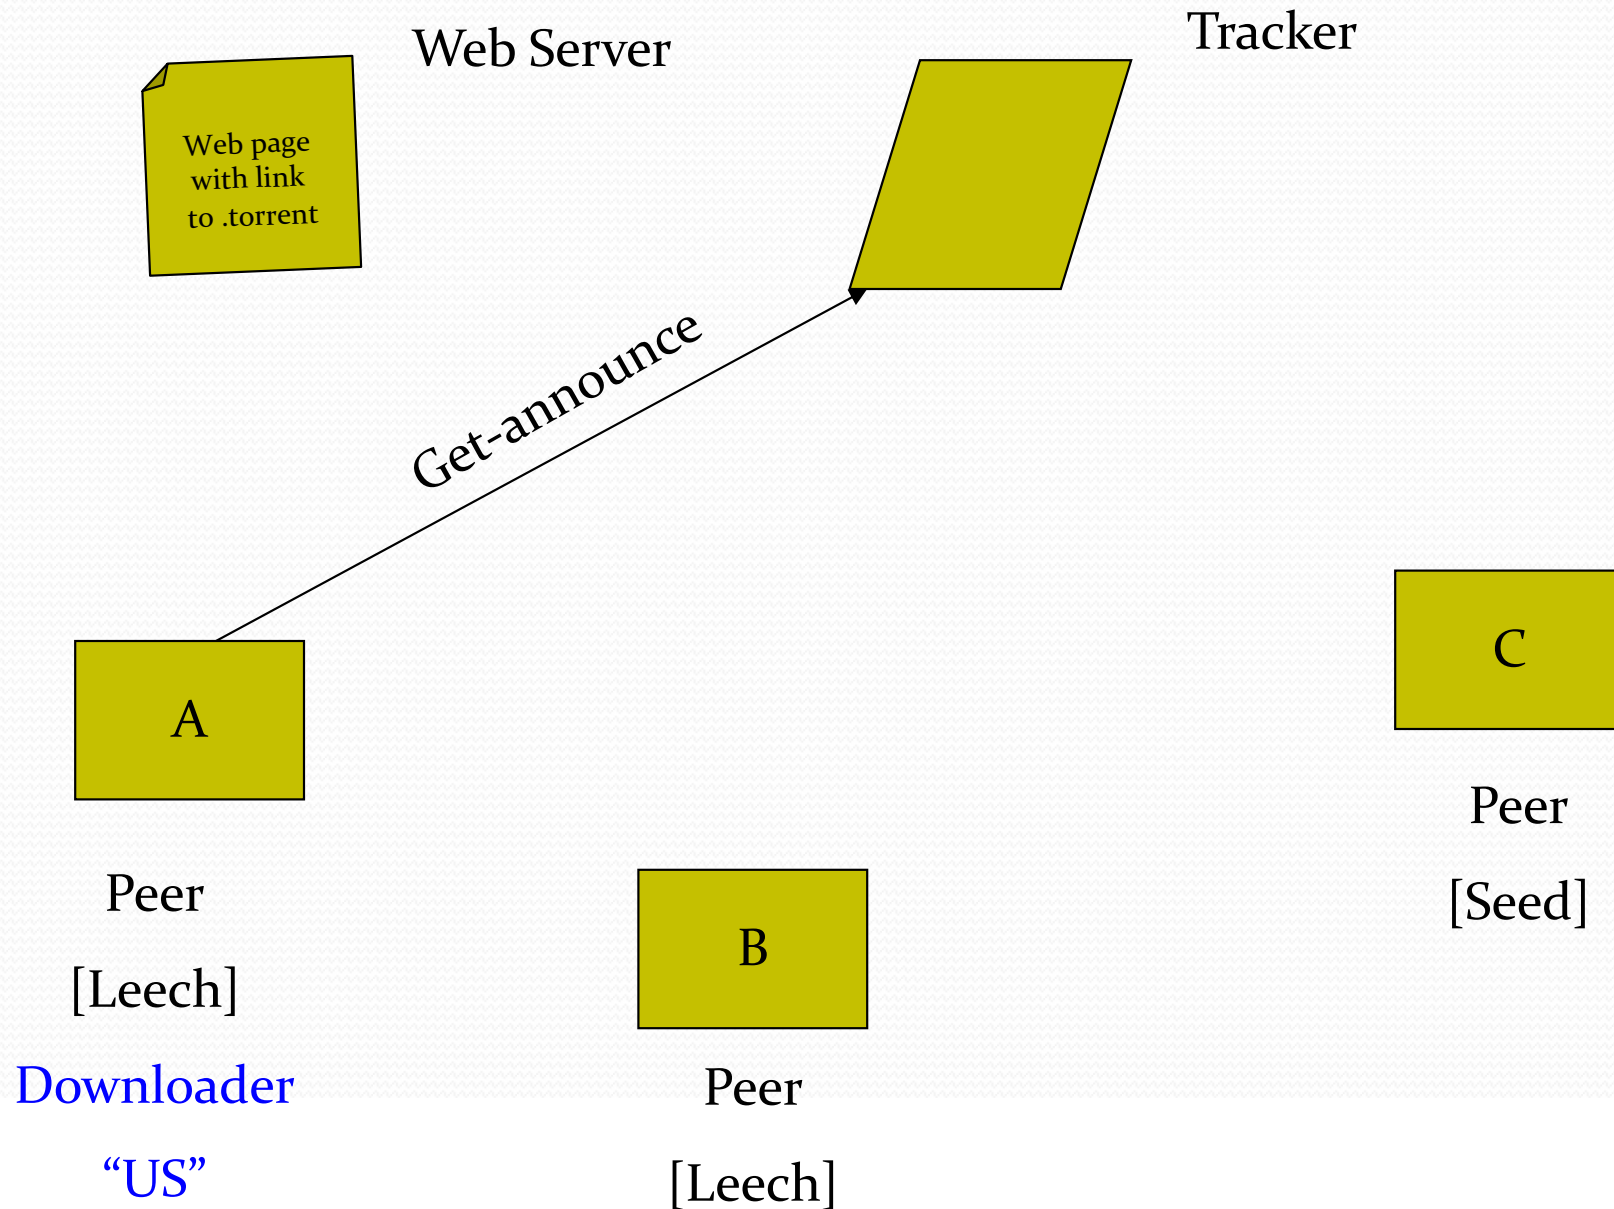 Web Server
Tracker
Web page
with link
to .torrent
Get-announce
A
Peer
[Leech]
Downloader
“US”
B
Peer
[Leech]
C
Peer
[Seed]